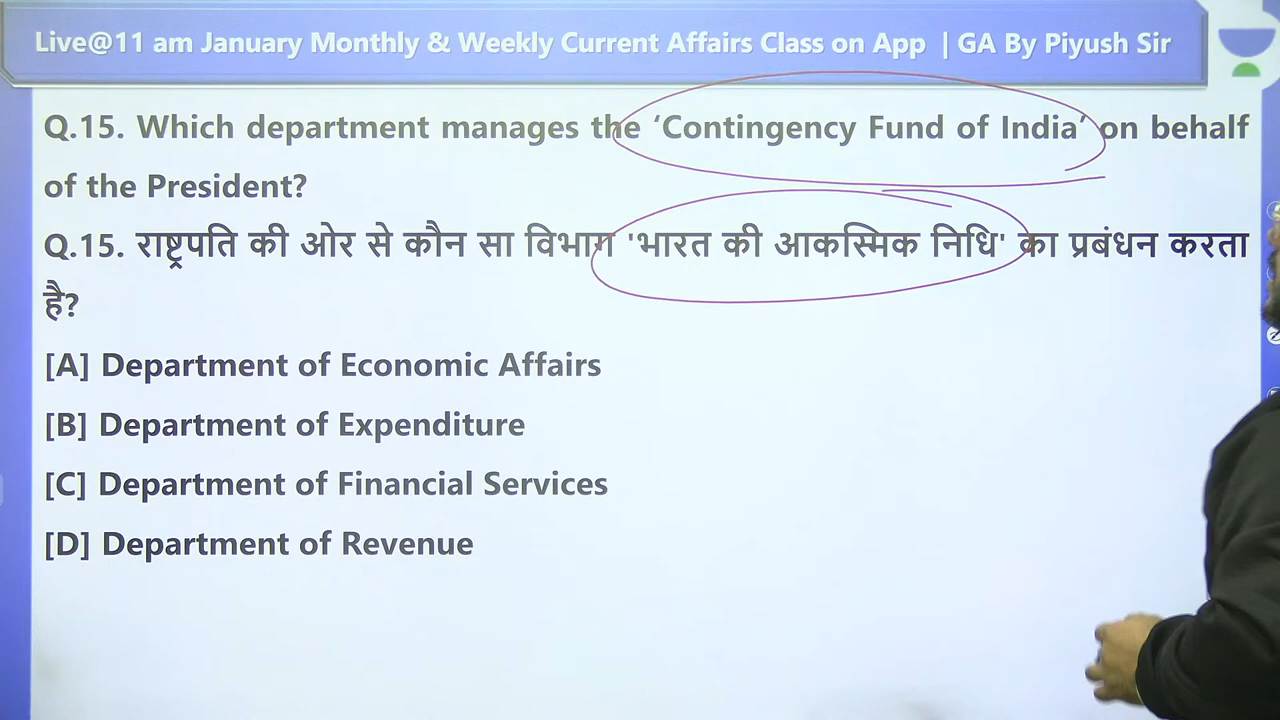 Live@11 am January Monthly & Weekly Current Affairs Class on App | GA By Piyush Sir
Q.15. Which department manages the ‘Contingency Fund of India’ on behalf
of the President?
Q.15. राष्ट्रपति की ओर से कौन सा विभाग 'भारत की आकस्मिक निधि' का प्रबंधन करता
है?
[A] Department of Economic Affairs
[B] Department of Expenditure
[C] Department of Financial Services
[D] Department of Revenue